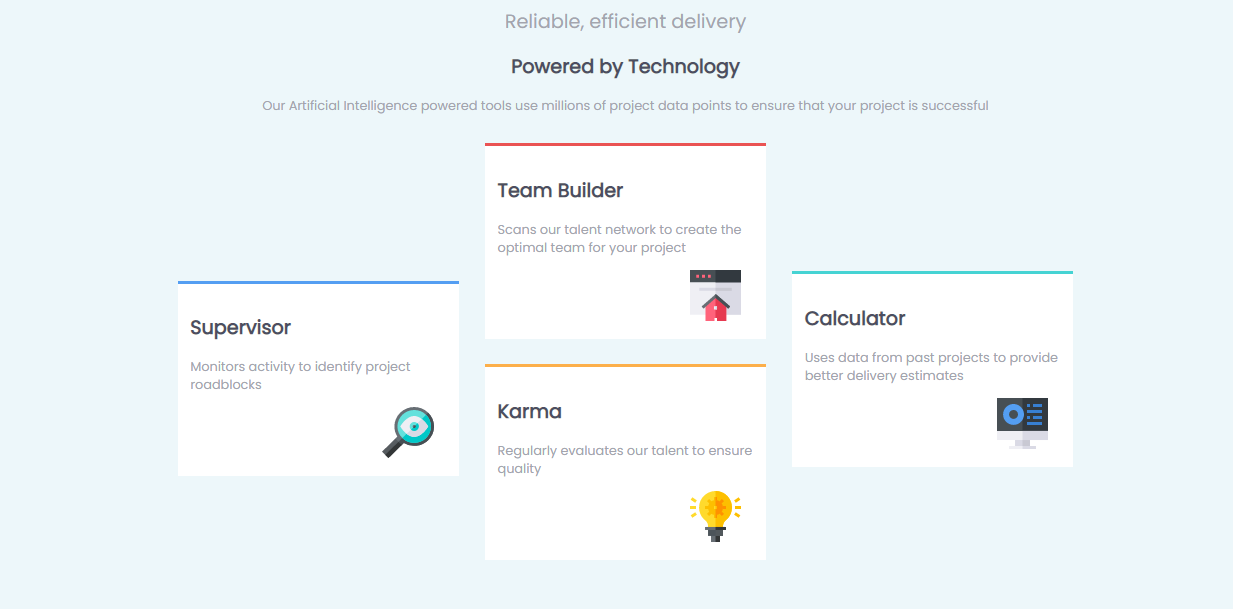 Reliable, efficient delivery
Powered by Technology
Our Artificial Intelligence powered tools use millions of project data points to ensure that your project is successful
Supervisor
Monitors activity to identify project
roadblocks
Team Builder
Scans our talent network to create the
optimal team for your project
Karma
Regularly evaluates our talent to ensure
quality
Calculator
Uses data from past projects to provide
better delivery estimates